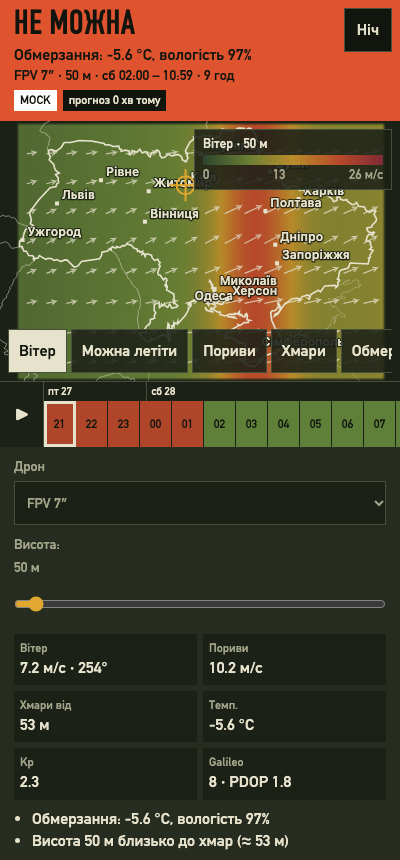 НЕ МОЖНА
Ніч
Обмерзання: -5.6 °C, вологість 97%
FPV 7″ · 50 м · сб 02:00 – 10:59 · 9 год
MOCK прогноз 0 хв тому
Вітер · 50 м
0 13 26 м/с
Рівне
Житомир
Львів
Харків
Полтава
Вінниця
Ужгород
Дніпро
Запоріжжя
Миколаїв
Одеса
Херсон
Вітер Можна летіти Пориви Хмари Обмер
пт 27 сб 28
21 22 23 00 01 02 03 04 05 06 07
Дрон
FPV 7″
Висота:
50 м
Вітер
7.2 м/с · 254°
Пориви
10.2 м/с
Хмари від
53 м
Темп.
-5.6 °C
Kp
2.3
Galileo
8 · PDOP 1.8
• Обмерзання: -5.6 °C, вологість 97%
• Висота 50 м близько до хмар (≈ 53 м)